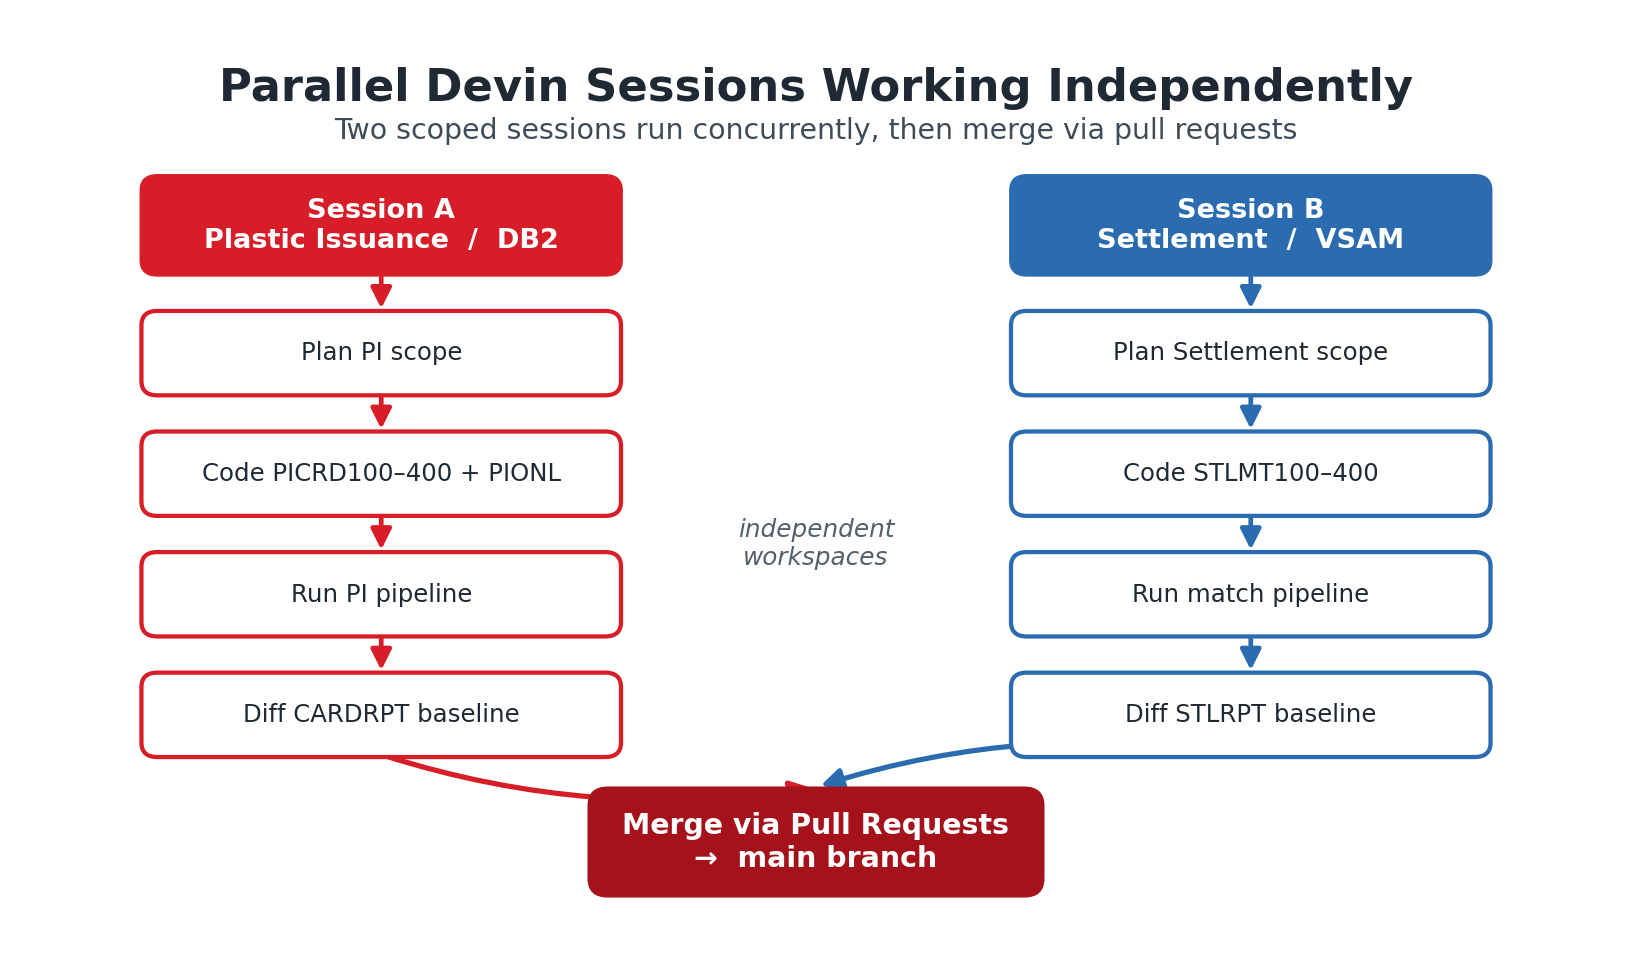 Parallel Devin Sessions Working Independently
Two scoped sessions run concurrently, then merge via pull requests
Session A
Plastic Issuance / DB2
Plan PI scope
Code PICRD100–400 + PIONL
Run PI pipeline
Diff CARDRPT baseline
independent
workspaces
Session B
Settlement / VSAM
Plan Settlement scope
Code STLMT100–400
Run match pipeline
Diff STLRPT baseline
Merge via Pull Requests
→ main branch